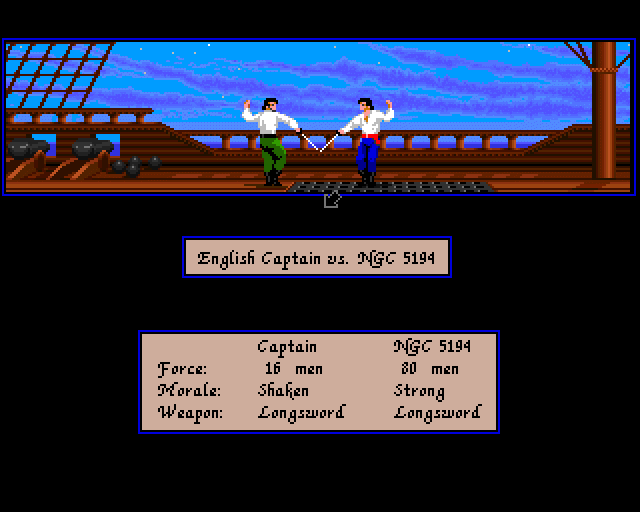 English Captain vs. NGC 5194
Captain NGC 5194
Force: 16 men 80 men
Morale: Shaken Strong
Weapon: Longsword Longsword